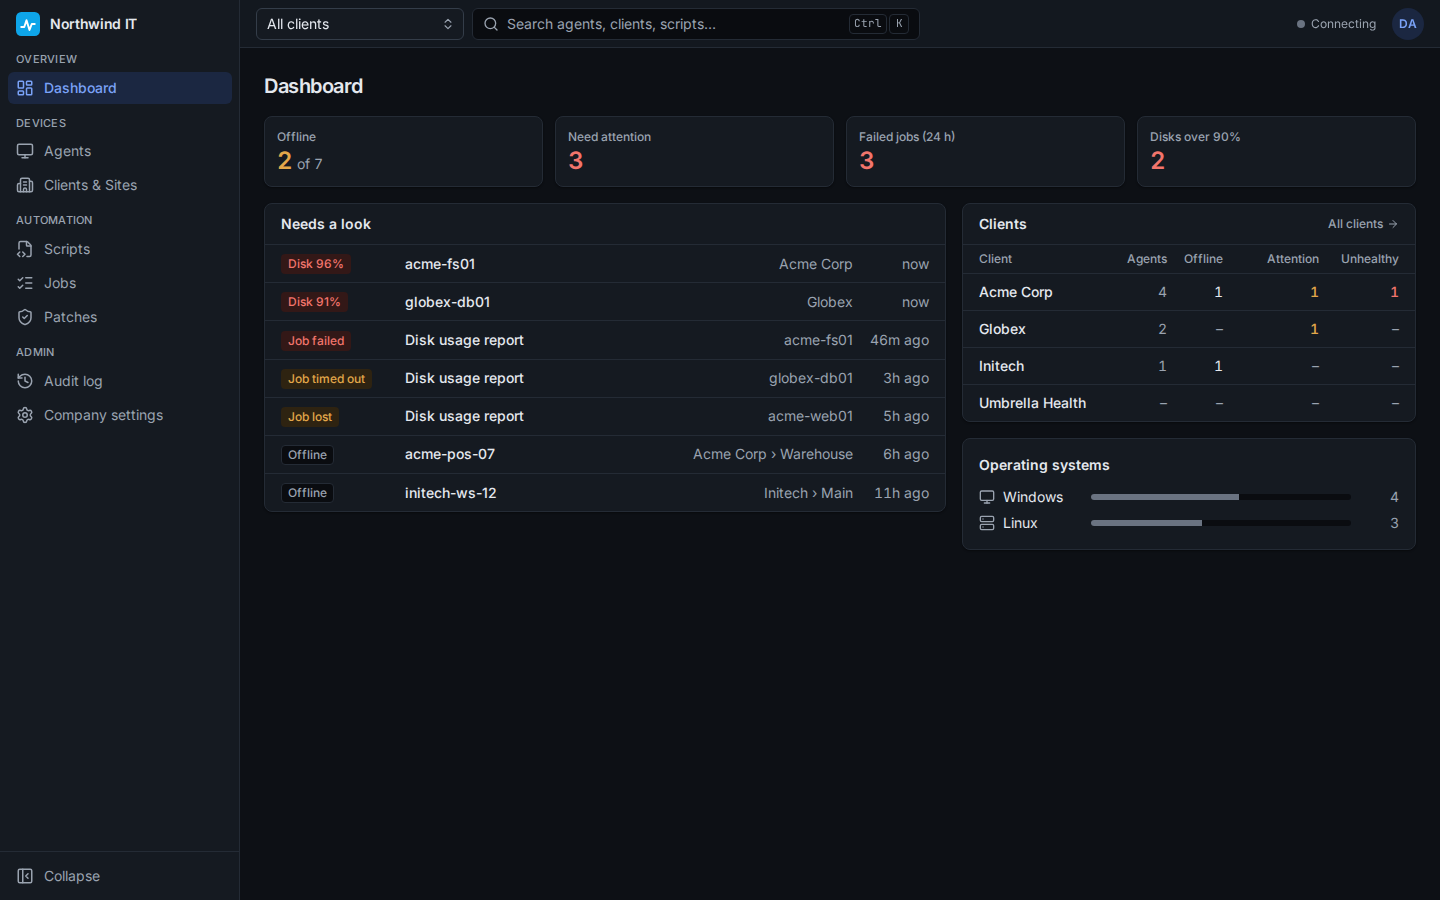 Northwind IT
All clients
Search agents, clients, scripts...
Ctrl K
Connecting
DA
OVERVIEW
Dashboard
DEVICES
Agents
Clients & Sites
AUTOMATION
Scripts
Jobs
Patches
ADMIN
Audit log
Company settings
Collapse
Dashboard
Offline
2 of 7
Need attention
3
Failed jobs (24 h)
3
Disks over 90%
2
Needs a look
Disk 96% acme-fs01 Acme Corp now
Disk 91% globex-db01 Globex now
Job failed Disk usage report acme-fs01 46m ago
Job timed out Disk usage report globex-db01 3h ago
Job lost Disk usage report acme-web01 5h ago
Offline acme-pos-07 Acme Corp › Warehouse 6h ago
Offline initech-ws-12 Initech › Main 11h ago
Clients All clients →
Client Agents Offline Attention Unhealthy
Acme Corp 4 1 1 1
Globex 2 – 1 –
Initech 1 1 – –
Umbrella Health – – – –
Operating systems
Windows 4
Linux 3